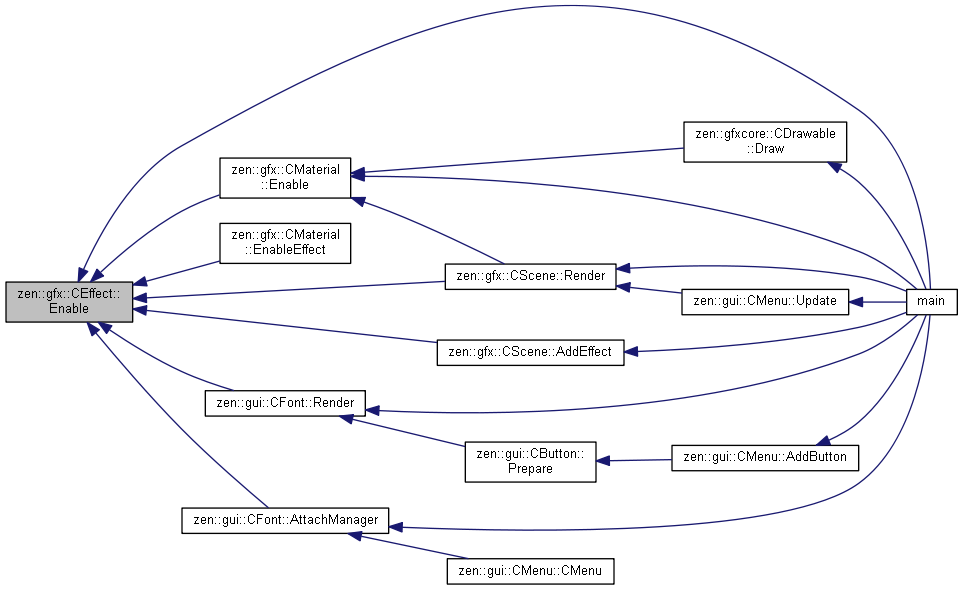 zen::gfx::CEffect::
Enable
zen::gfx::CMaterial
::Enable
zen::gfx::CMaterial
::EnableEffect
zen::gfx::CScene::Render
zen::gfx::CScene::AddEffect
zen::gui::CFont::Render
zen::gui::CButton::
Prepare
zen::gui::CFont::AttachManager
zen::gui::CMenu::CMenu
zen::gfxcore::CDrawable
::Draw
zen::gui::CMenu::Update
zen::gui::CMenu::AddButton
main